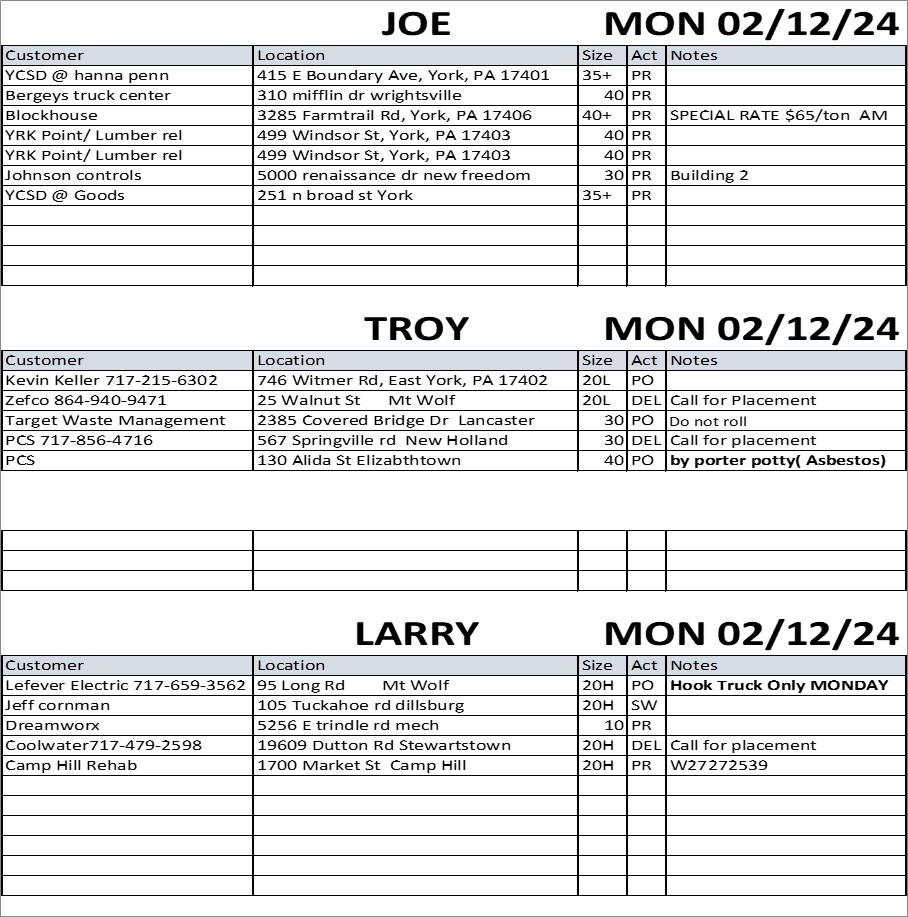 JOE MON 02/12/24
Customer Location Size Act Notes
YCSD @ hanna penn 415 E Boundary Ave, York, PA 17401 35+ PR
Bergeys truck center 310 mifflin dr wrightsville 40 PR
Blockhouse 3285 Farmtrail Rd, York, PA 17406 40+ PR SPECIAL RATE $65/ton AM
YRK Point/ Lumber rel 499 Windsor St, York, PA 17403 40 PR
YRK Point/ Lumber rel 499 Windsor St, York, PA 17403 40 PR
Johnson controls 5000 renaissance dr new freedom 30 PR Building 2
YCSD @ Goods 251 n broad st York 35+ PR
TROY MON 02/12/24
Customer Location Size Act Notes
Kevin Keller 717-215-6302 746 Witmer Rd, East York, PA 17402 20L PO
Zefco 864-940-9471 25 Walnut St Mt Wolf 20L DEL Call for Placement
Target Waste Management 2385 Covered Bridge Dr Lancaster 30 PO Do not roll
PCS 717-856-4716 567 Springville rd New Holland 30 DEL Call for placement
PCS 130 Alida St Elizabthtown 40 PO by porter potty( Asbestos)
LARRY MON 02/12/24
Customer Location Size Act Notes
Lefever Electric 717-659-3562 95 Long Rd Mt Wolf 20H PO Hook Truck Only MONDAY
Jeff cornman 105 Tuckahoe rd dillsburg 20H SW
Dreamworx 5256 E trindle rd mech 10 PR
Coolwater717-479-2598 19609 Dutton Rd Stewartstown 20H DEL Call for placement
Camp Hill Rehab 1700 Market St Camp Hill 20H PR W27272539